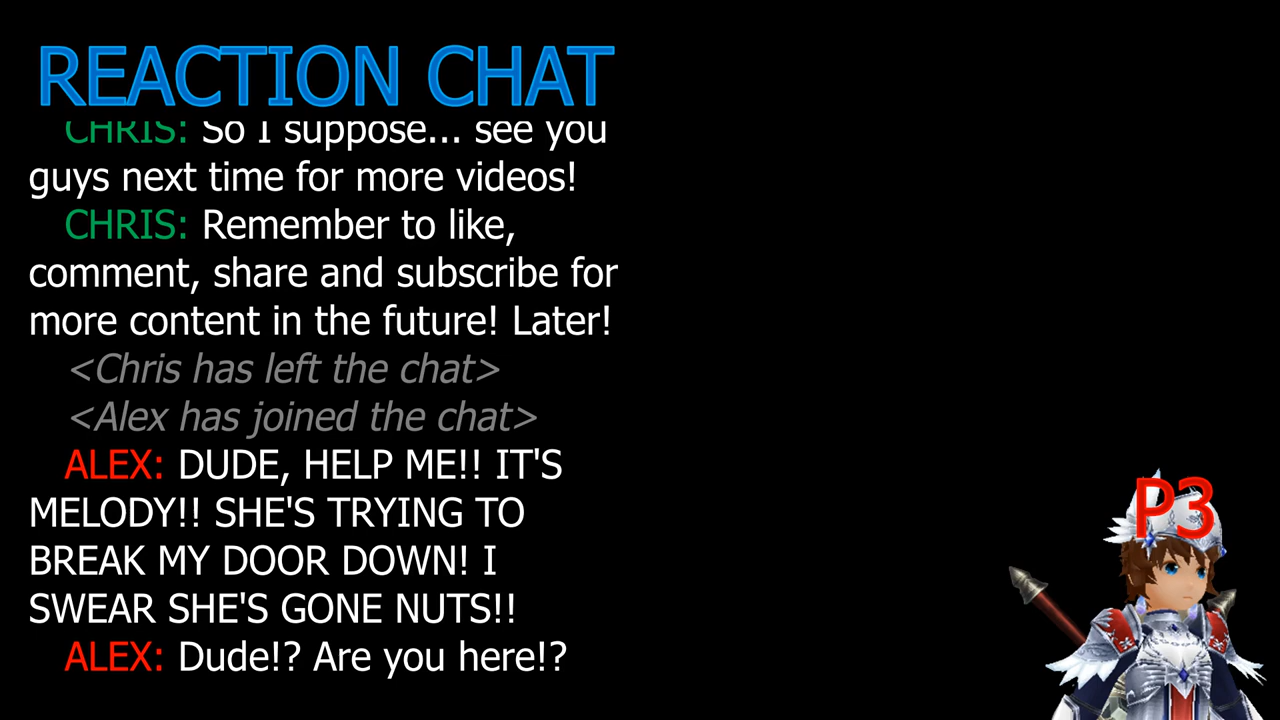 REACTION CHAT
CHRIS: So I suppose... see you
guys next time for more videos!
CHRIS: Remember to like,
comment, share and subscribe for
more content in the future! Later!
<Chris has left the chat>
<Alex has joined the chat>
ALEX: DUDE, HELP ME!! IT'S
MELODY!! SHE'S TRYING TO
BREAK MY DOOR DOWN! I
SWEAR SHE'S GONE NUTS!!
ALEX: Dude!? Are you here!?
P3